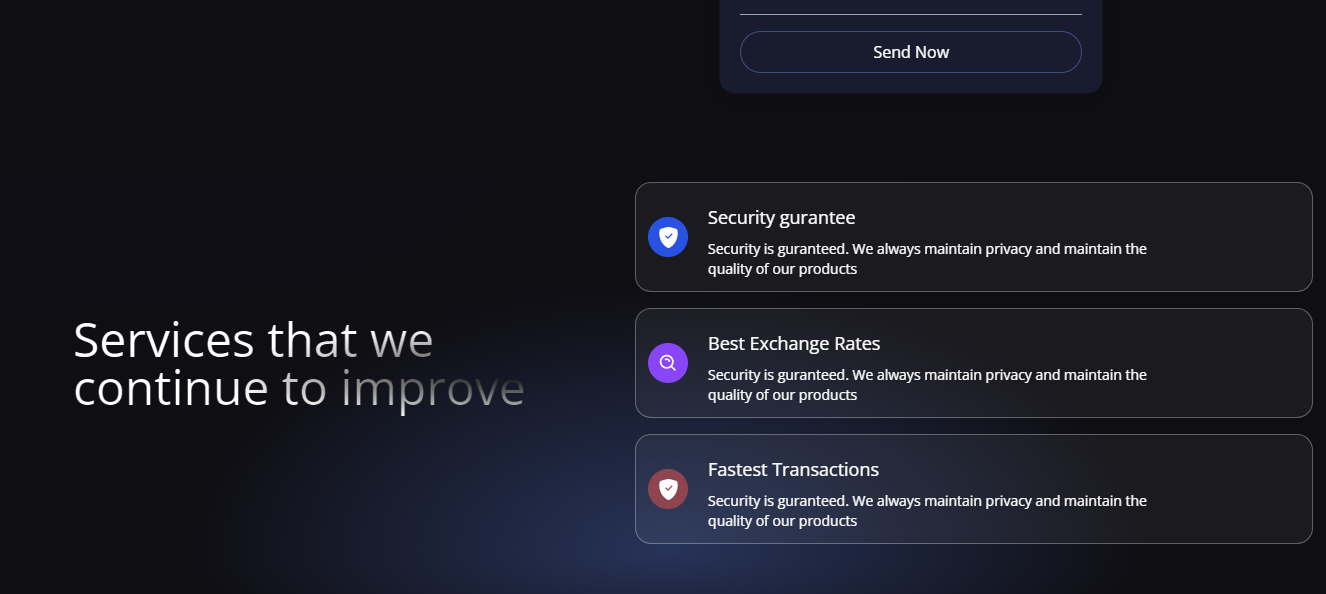 Send Now
Services that we
continue to improve
Security gurantee
Security is guranteed. We always maintain privacy and maintain the
quality of our products
Best Exchange Rates
Security is guranteed. We always maintain privacy and maintain the
quality of our products
Fastest Transactions
Security is guranteed. We always maintain privacy and maintain the
quality of our products